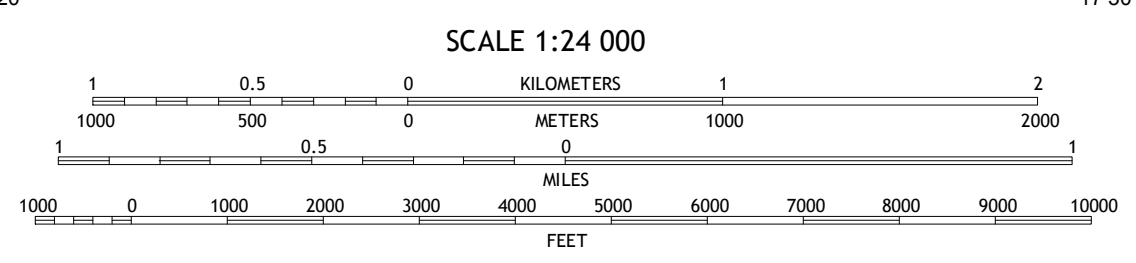 SCALE 1:24 000
1 0.5 0 KILOMETERS 1 2
1000 500 0 METERS 1000 2000
1 0.5 0 1
MILES
1000 0 1000 2000 3000 4000 5000 6000 7000 8000 9000 10000
FEET